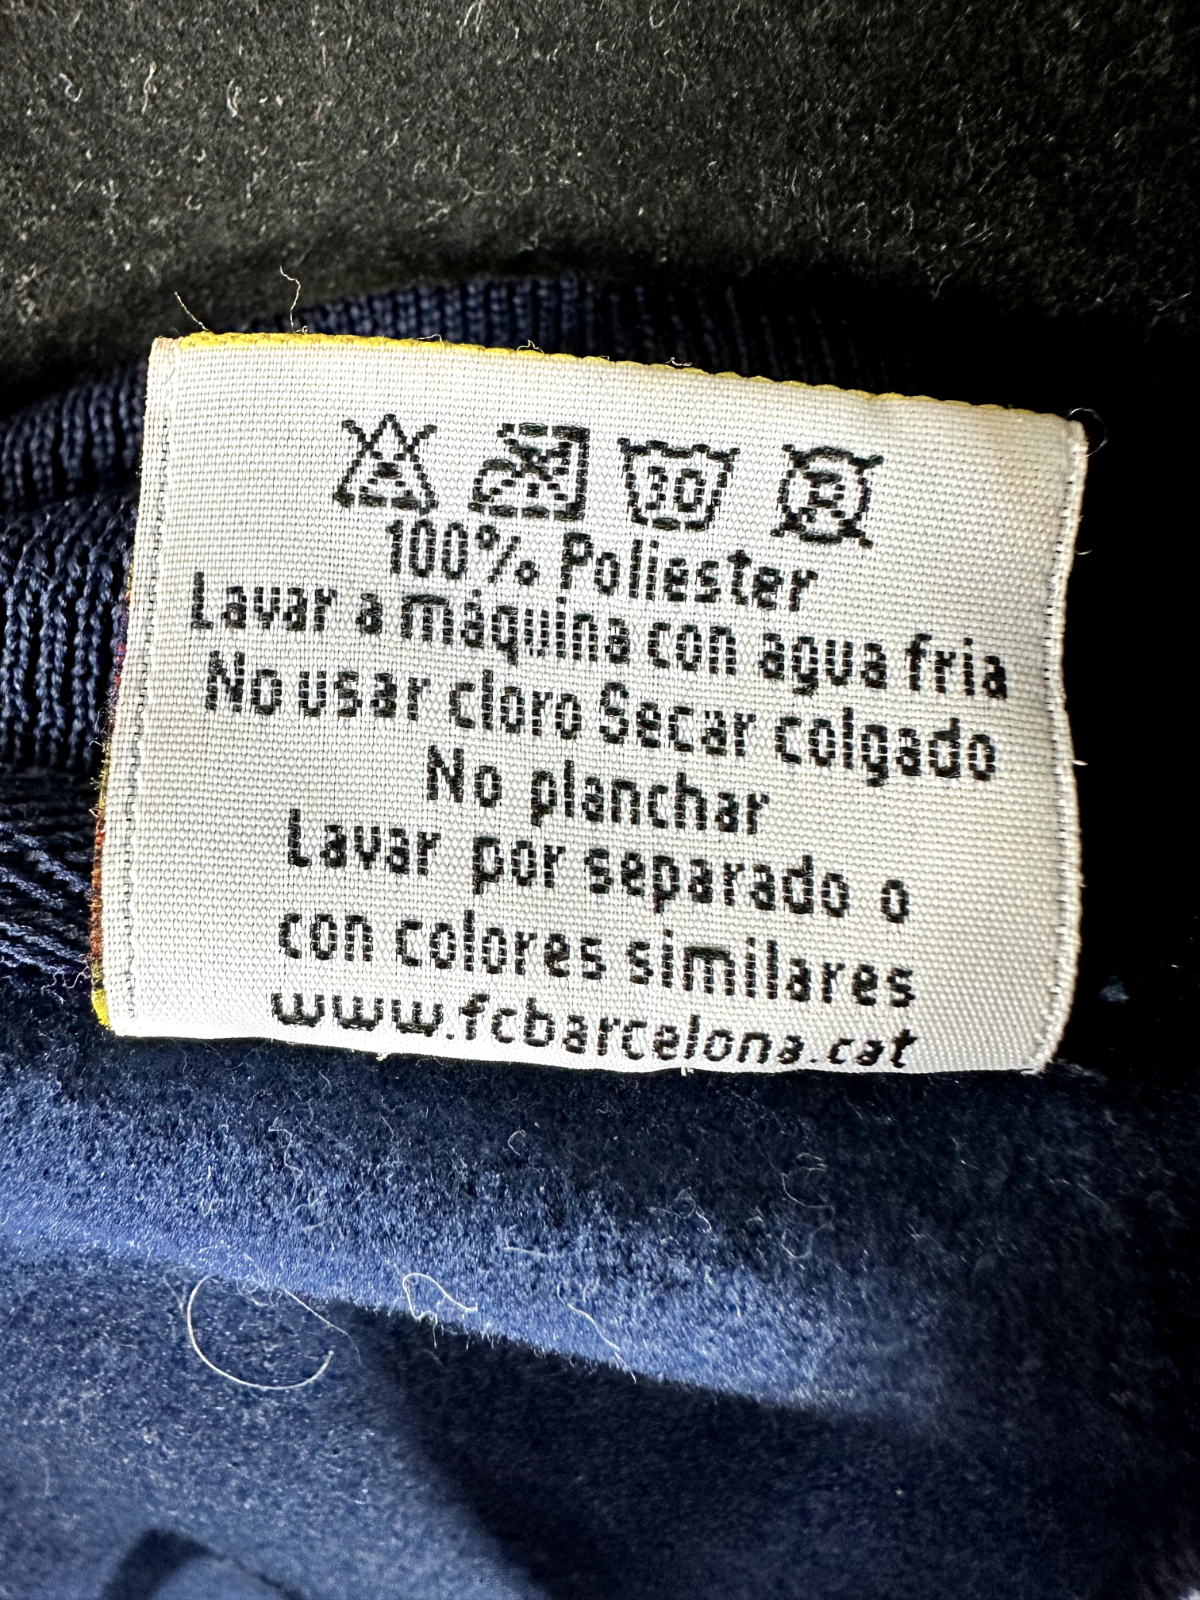 30
100% Poliester
Lavar a máquina con agua fria
No usar cloro Secar colgado
No planchar
Lavar por separado o
con colores similares
www.fcbarcelona.cat